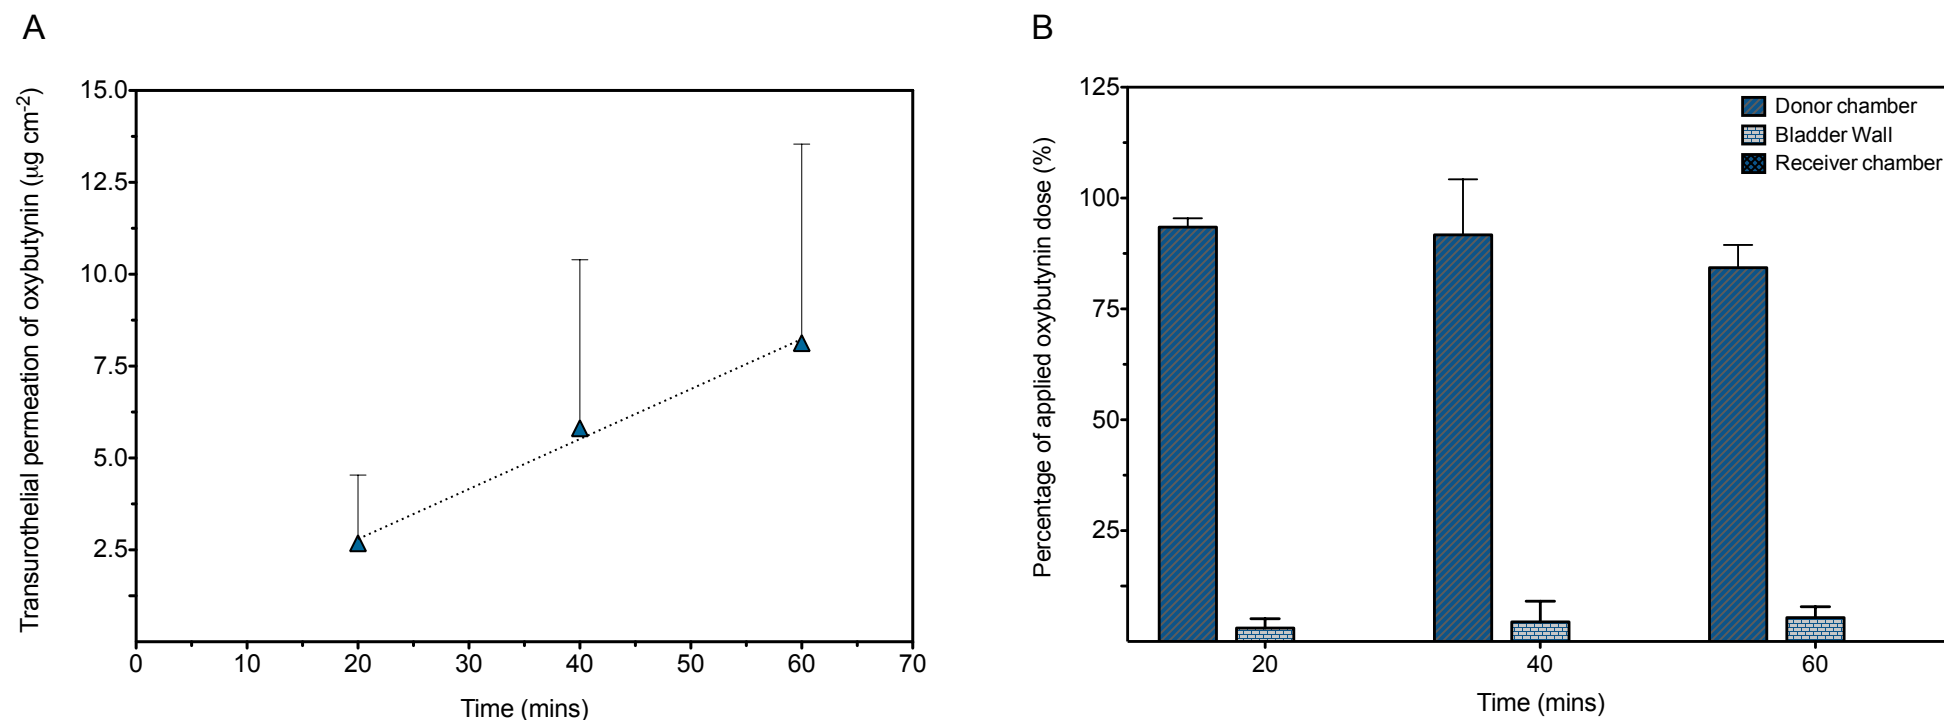 A
Transurothelial permeation of oxybutynin (µg cm-2)
15.0
12.5
10.0
7.5
5.0
2.5
0 10 20 30 40 50 60 70
Time (mins)
B
Percentage of applied oxybutynin dose (%)
125
100
75
50
25
Donor chamber
Bladder Wall
Receiver chamber
20 40 60
Time (mins)